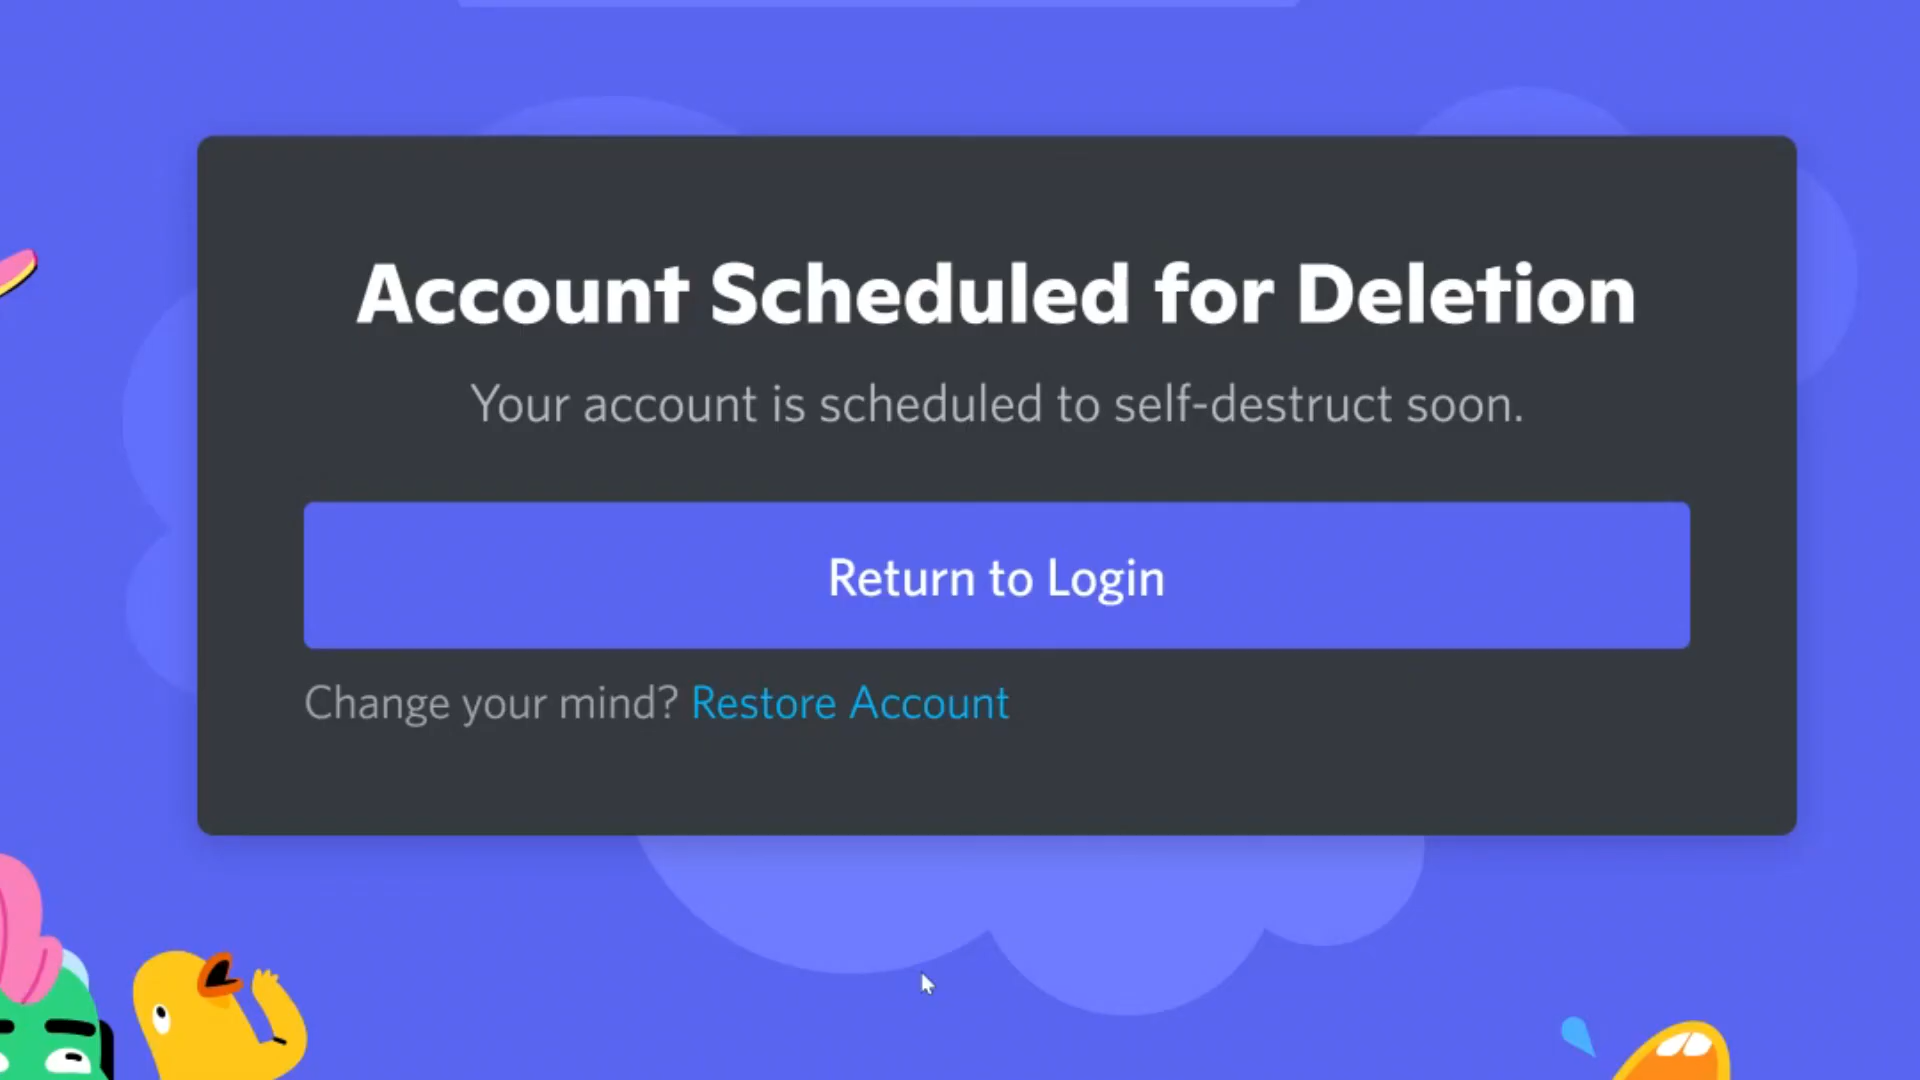 Account Scheduled for Deletion
Your account is scheduled to self-destruct soon.
Return to Login
Change your mind? Restore Account